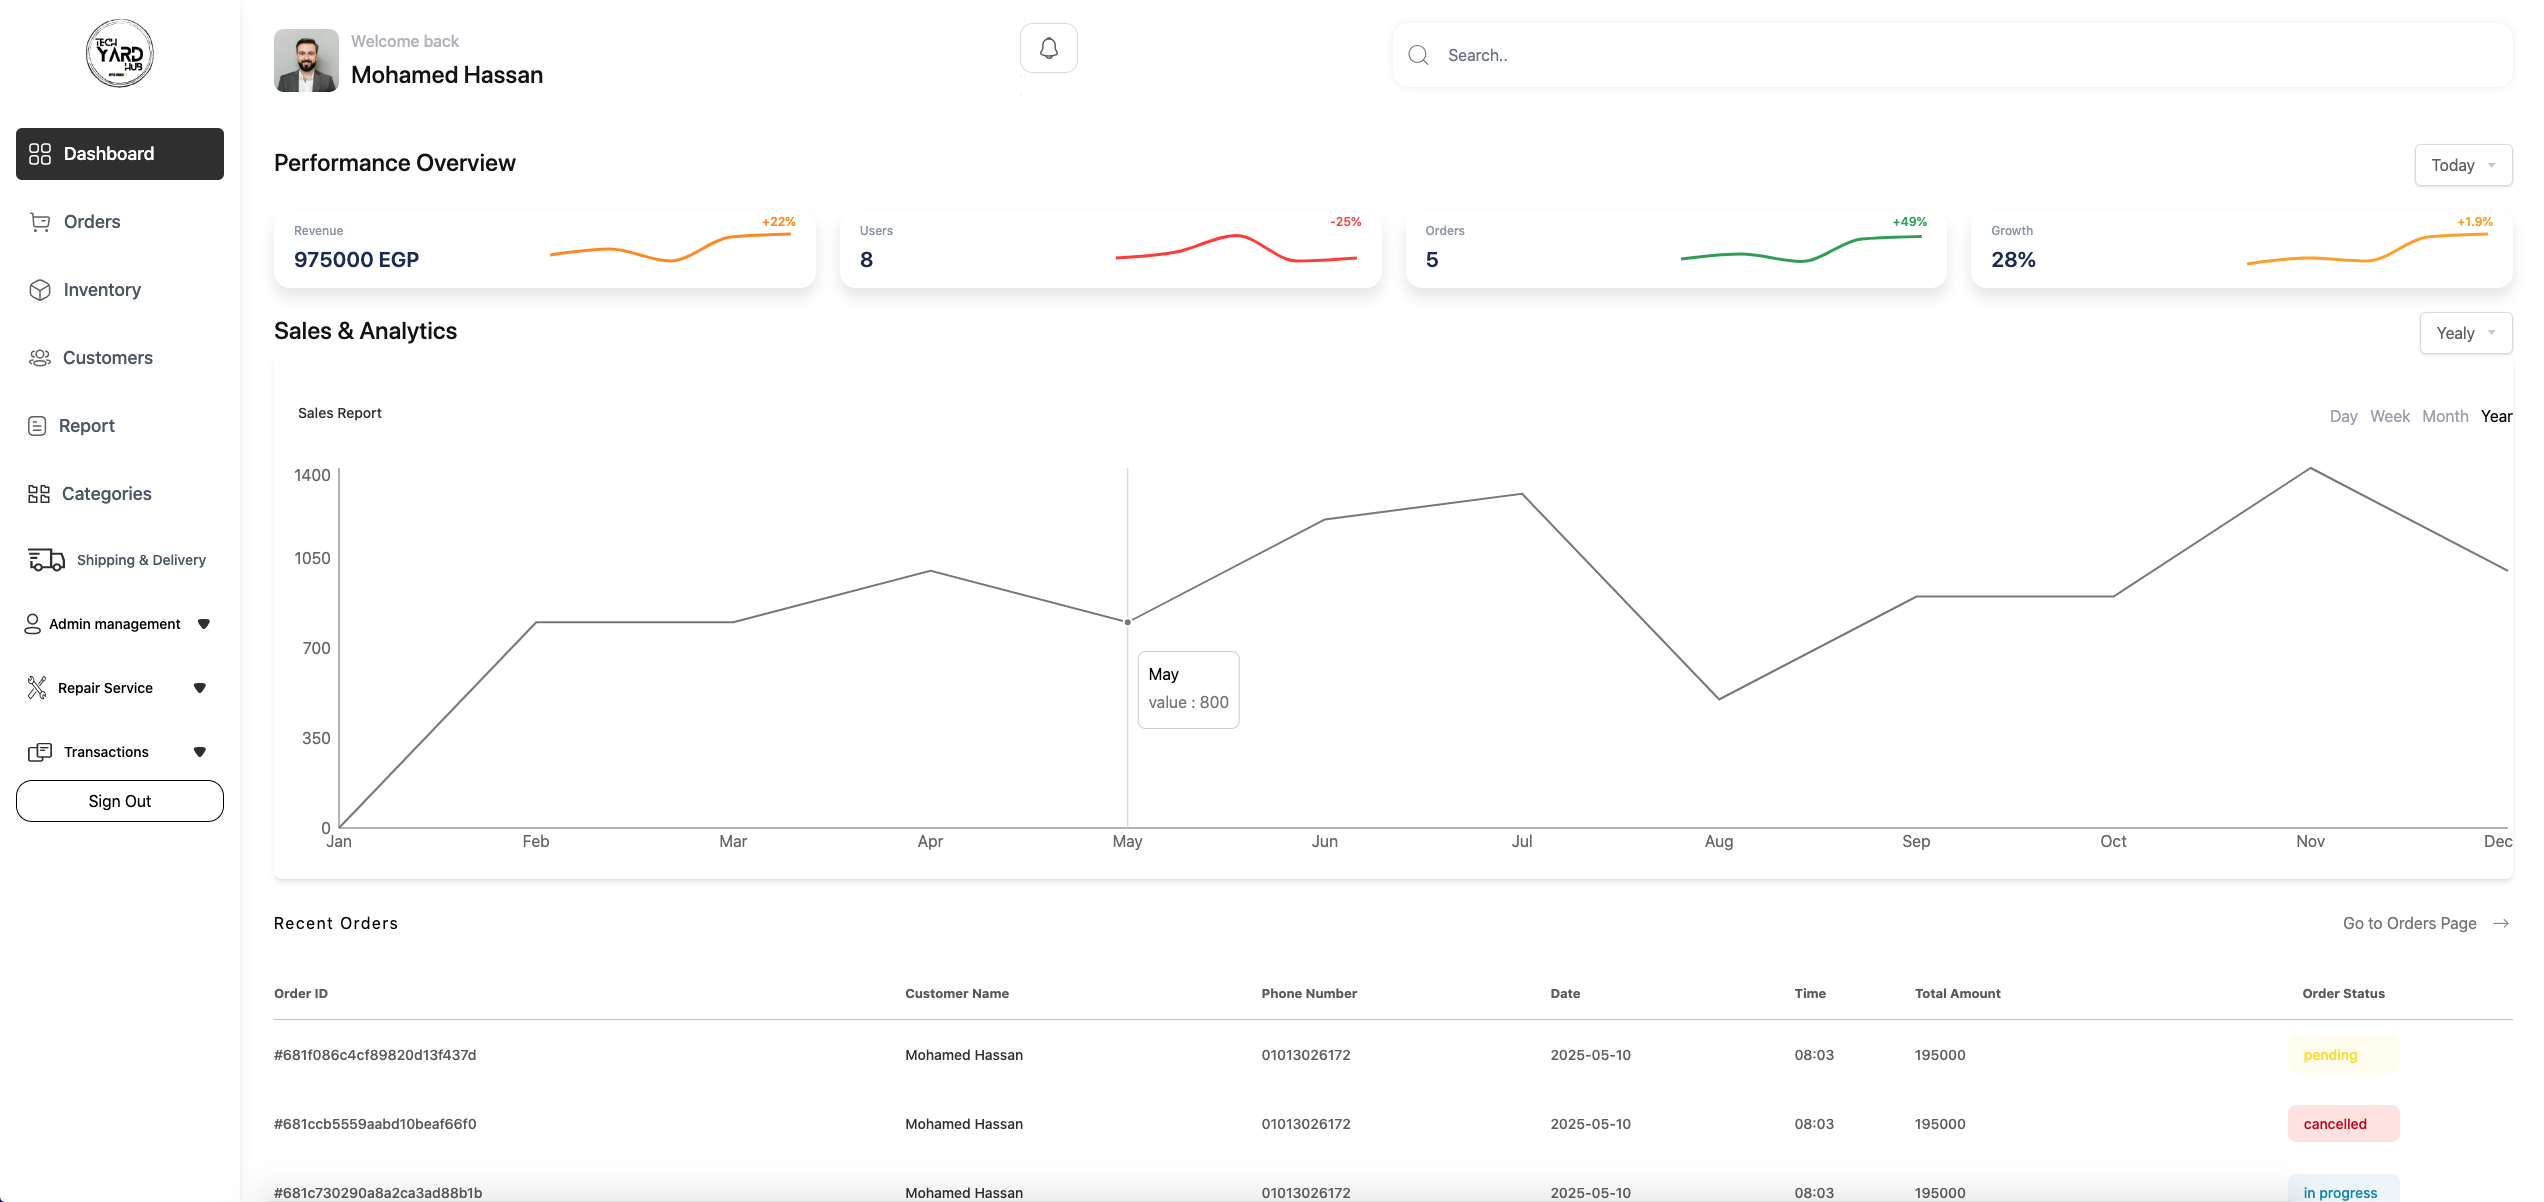 TECH
YARD
HUB
Welcome back
Mohamed Hassan
Search..
Dashboard
Orders
Inventory
Customers
Report
Categories
Shipping & Delivery
Admin management
Repair Service
Transactions
Sign Out
Performance Overview
Today
Revenue
+22%
975000 EGP
Users
-25%
8
Orders
+49%
5
Growth
+1.9%
28%
Sales & Analytics
Yealy
Sales Report
Day Week Month Year
1400
1050
700
350
0
May
value : 800
Jan Feb Mar Apr May Jun Jul Aug Sep Oct Nov Dec
Recent Orders
Go to Orders Page
Order ID Customer Name Phone Number Date Time Total Amount Order Status
#681f086c4cf89820d13f437d Mohamed Hassan 01013026172 2025-05-10 08:03 195000 pending
#681ccb5559aabd10beaf66f0 Mohamed Hassan 01013026172 2025-05-10 08:03 195000 cancelled
#681c730290a8a2ca3ad88b1b Mohamed Hassan 01013026172 2025-05-10 08:03 195000 in progress